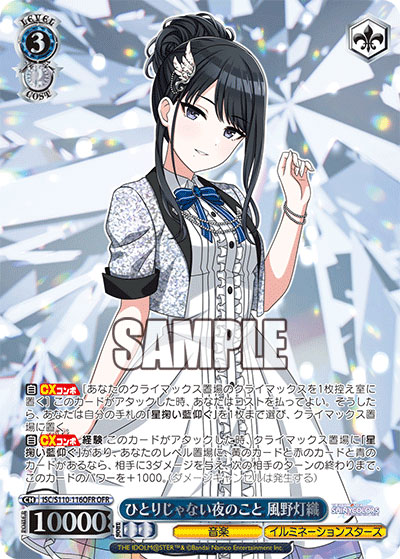 LEVEL
3
2
COST
SAMPLE
自 CXコンボ [あなたのクライマックス置場のクライマックスを1枚控え室に
置く] このカードがアタックした時、あなたはコストを払ってよい。そうした
ら、あなたは自分の手札の「星掬い藍仰ぐ」を1枚まで選び、クライマックス
置場に置く。
自 CXコンボ 経験 このカードがアタックした時、クライマックス置場に「星
掬い藍仰ぐ」があり、あなたのレベル置場に、黄のカードと赤のカードと青の
カードがあるなら、相手に3ダメージを与え、次の相手のターンの終わりまで、
このカードのパワーを+1000。(ダメージキャンセルは発生する)
CH ISC/S110-116OFR OFR
ひとりじゃない夜のこと 風野灯織
SHINYCOLORS
10000
音楽
イルミネーションスターズ
THE IDOLM@STER™& ©Bandai Namco Entertainment Inc.